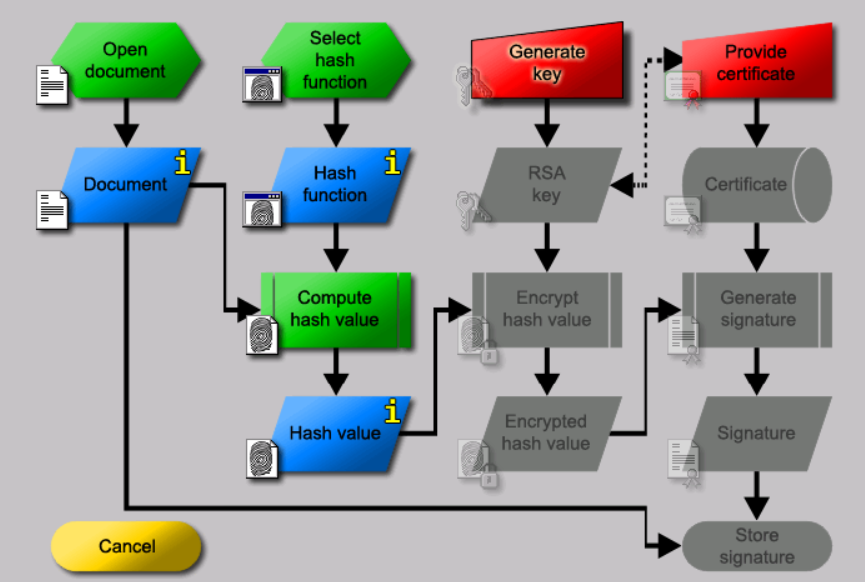 Open
document
Select
hash
function
Generate
key
Provide
certificate
Document
i
Hash
function
i
RSA
key
Certificate
Compute
hash value
Encrypt
hash value
Generate
signature
Hash value
i
Encrypted
hash value
Signature
Cancel
Store
signature